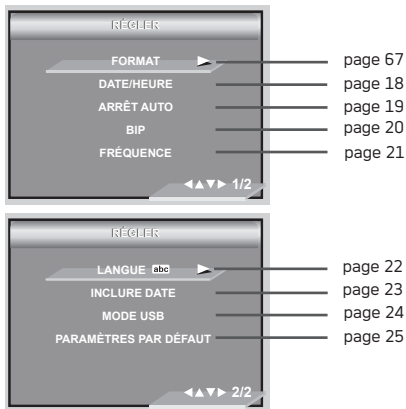 RÉGLER
FORMAT page 67
DATE/HEURE page 18
ARRÊT AUTO page 19
BIP page 20
FRÉQUENCE page 21
◀▲▼▶ 1/2
RÉGLER
LANGUE abc page 22
INCLURE DATE page 23
MODE USB page 24
PARAMÈTRES PAR DÉFAUT page 25
◀▲▼▶ 2/2